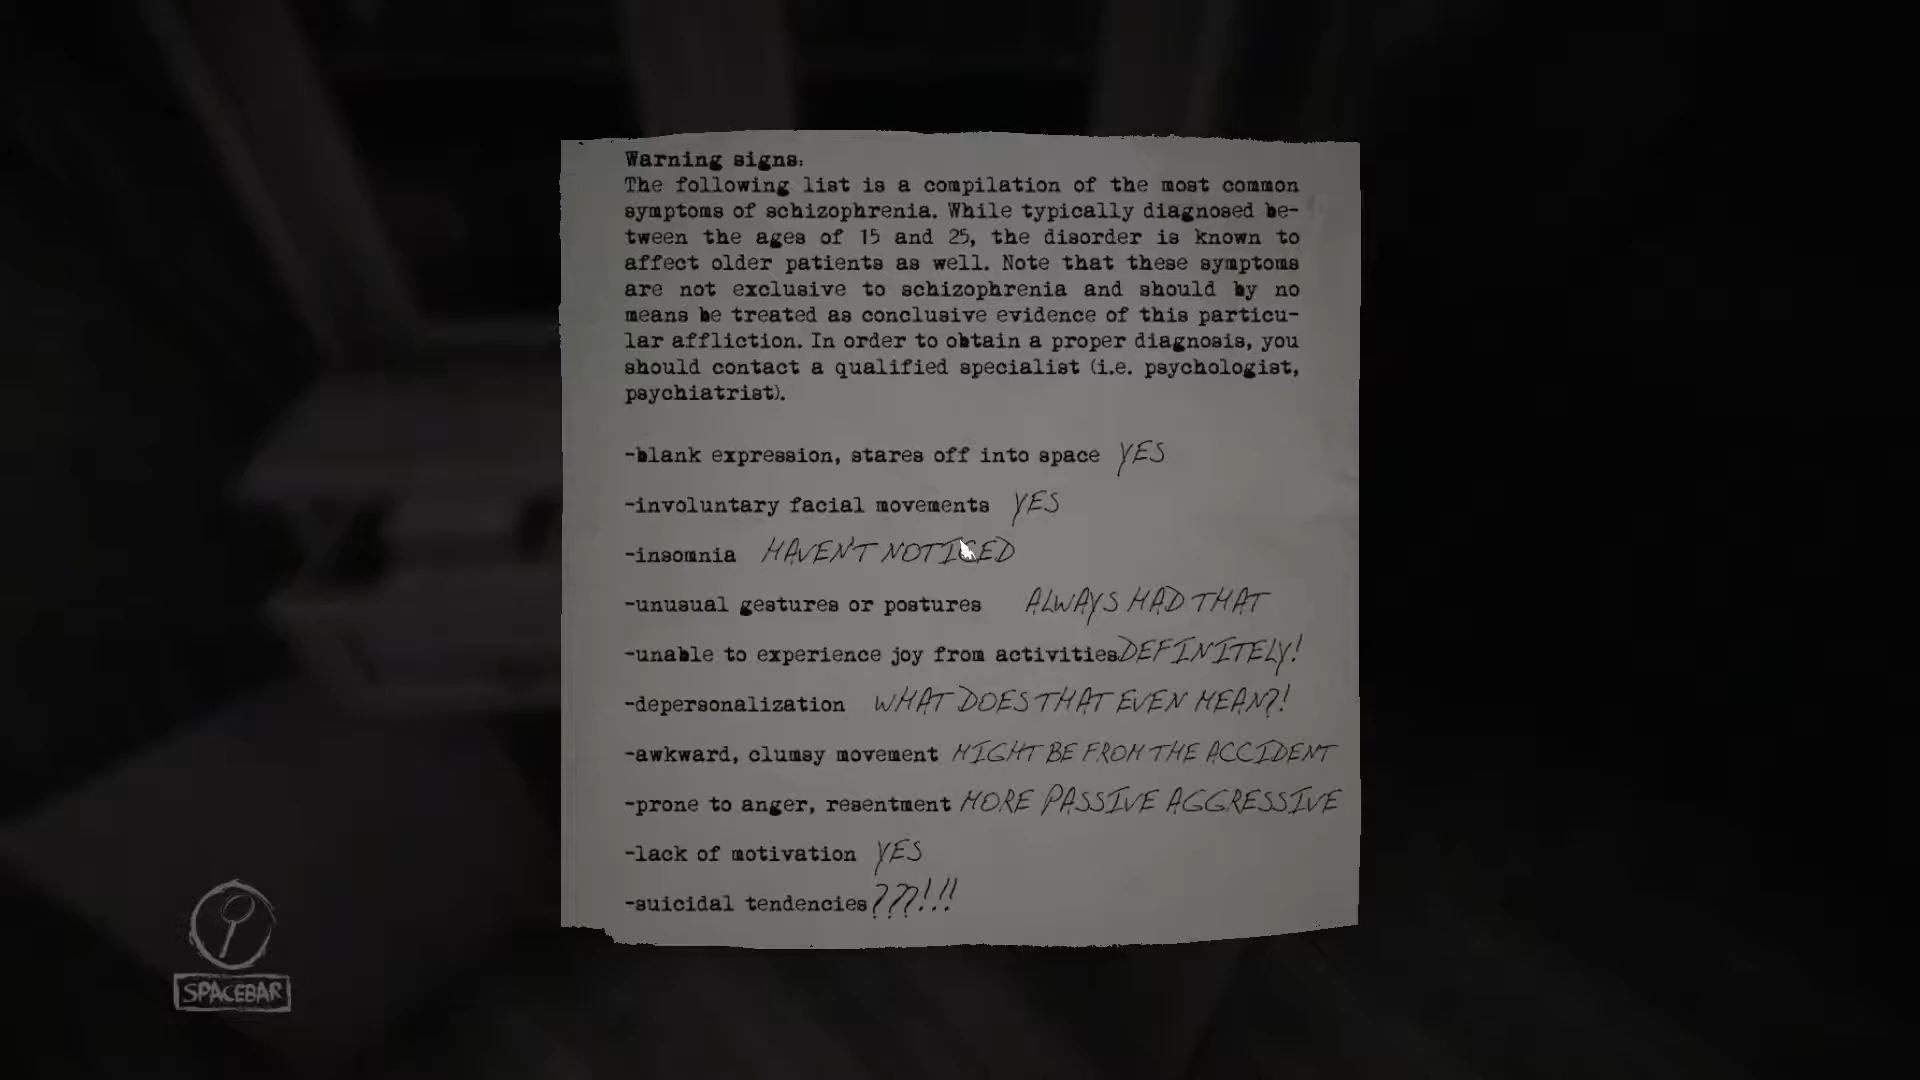 Warning signs:
The following list is a compilation of the most common
symptoms of schizophrenia. While typically diagnosed be-
tween the ages of 15 and 25, the disorder is known to
affect older patients as well. Note that these symptoms
are not exclusive to schizophrenia and should by no
means be treated as conclusive evidence of this particu-
lar affliction. In order to obtain a proper diagnosis, you
should contact a qualified specialist (i.e. psychologist,
psychiatrist).
-blank expression, stares off into space YES
-involuntary facial movements YES
-insomnia HAVEN'T NOTICED
-unusual gestures or postures ALWAYS HAD THAT
-unable to experience joy from activities DEFINITELY!
-depersonalization WHAT DOES THAT EVEN MEAN?!
-awkward, clumsy movement MIGHT BE FROM THE ACCIDENT
-prone to anger, resentment MORE PASSIVE AGGRESSIVE
-lack of motivation YES
-suicidal tendencies ???!!!
SPACEBAR